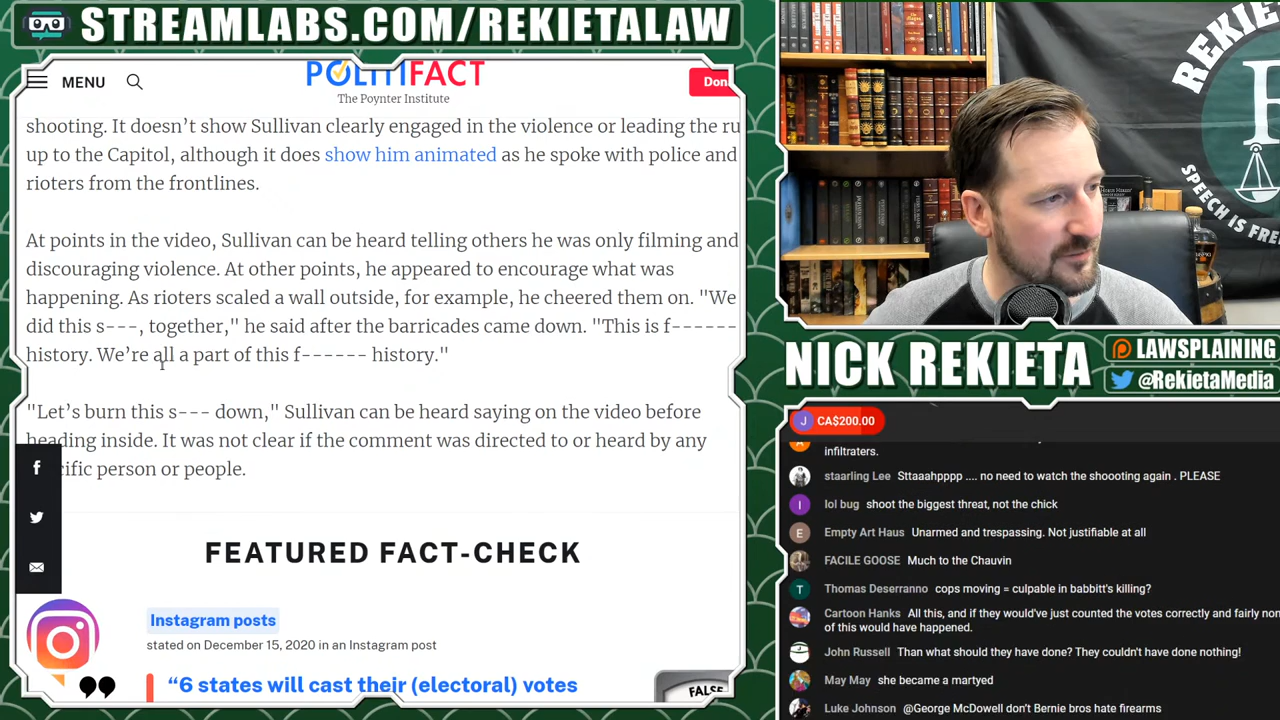 STREAMLABS.COM/REKIETALAW
MENU
POLITIFACT
The Poynter Institute
Don
shooting. It doesn't show Sullivan clearly engaged in the violence or leading the ru
up to the Capitol, although it does show him animated as he spoke with police and
rioters from the frontlines.
At points in the video, Sullivan can be heard telling others he was only filming and
discouraging violence. At other points, he appeared to encourage what was
happening. As rioters scaled a wall outside, for example, he cheered them on. "We
did this s---, together," he said after the barricades came down. "This is f------
history. We're all a part of this f------ history."
"Let's burn this s--- down," Sullivan can be heard saying on the video before
heading inside. It was not clear if the comment was directed to or heard by any
cific person or people.
FEATURED FACT-CHECK
Instagram posts
stated on December 15, 2020 in an Instagram post
“6 states will cast their (electoral) votes
FALSE
REKIE
SPEECH IS FR
NICK REKIETA
LAWSPLAINING
@RekietaMedia
J CA$200.00
infiltraters.
staarling Lee Sttaaahpppp .... no need to watch the shoooting again . PLEASE
lol bug shoot the biggest threat, not the chick
Empty Art Haus Unarmed and trespassing. Not justifiable at all
FACILE GOOSE Much to the Chauvin
Thomas Deserranno cops moving = culpable in babbitt's killing?
Cartoon Hanks All this, and if they would've just counted the votes correctly and fairly non
of this would have happened.
John Russell Than what should they have done? They couldn't have done nothing!
May May she became a martyed
Luke Johnson @George McDowell don't Bernie bros hate firearms